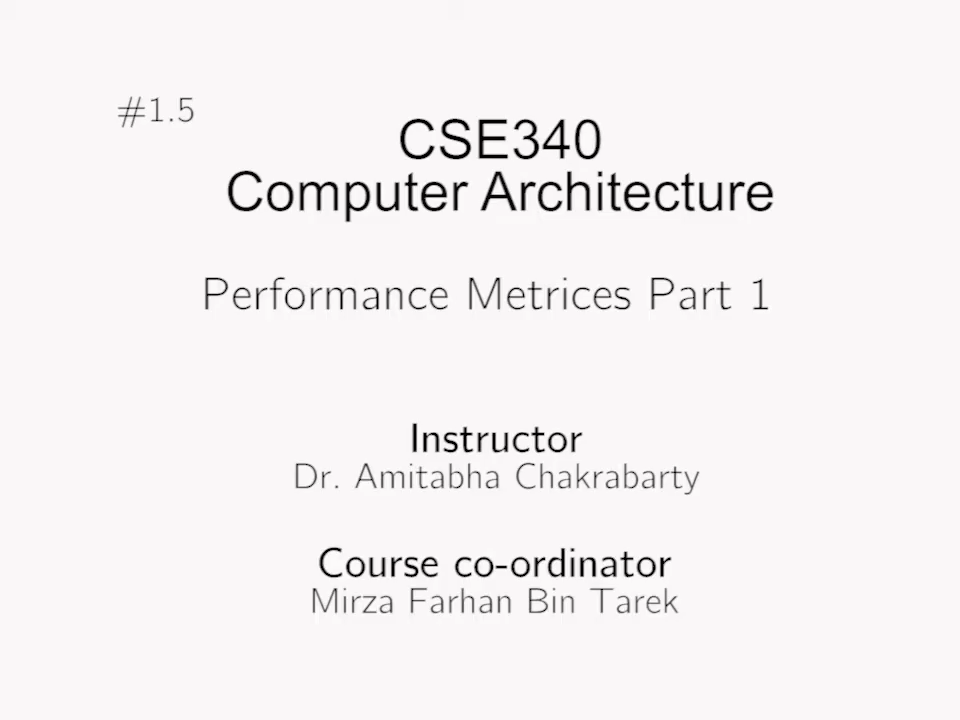 #1.5
CSE340
Computer Architecture
Performance Metrices Part 1
Instructor
Dr. Amitabha Chakrabarty
Course co-ordinator
Mirza Farhan Bin Tarek